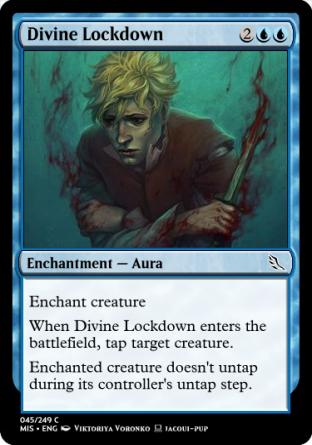 Divine Lockdown 2
Enchantment — Aura
Enchant creature
When Divine Lockdown enters the
battlefield, tap target creature.
Enchanted creature doesn't untap
during its controller's untap step.
045/249 C
MIS • ENG VIKTORIYA VORONKO JACOUI-PUP